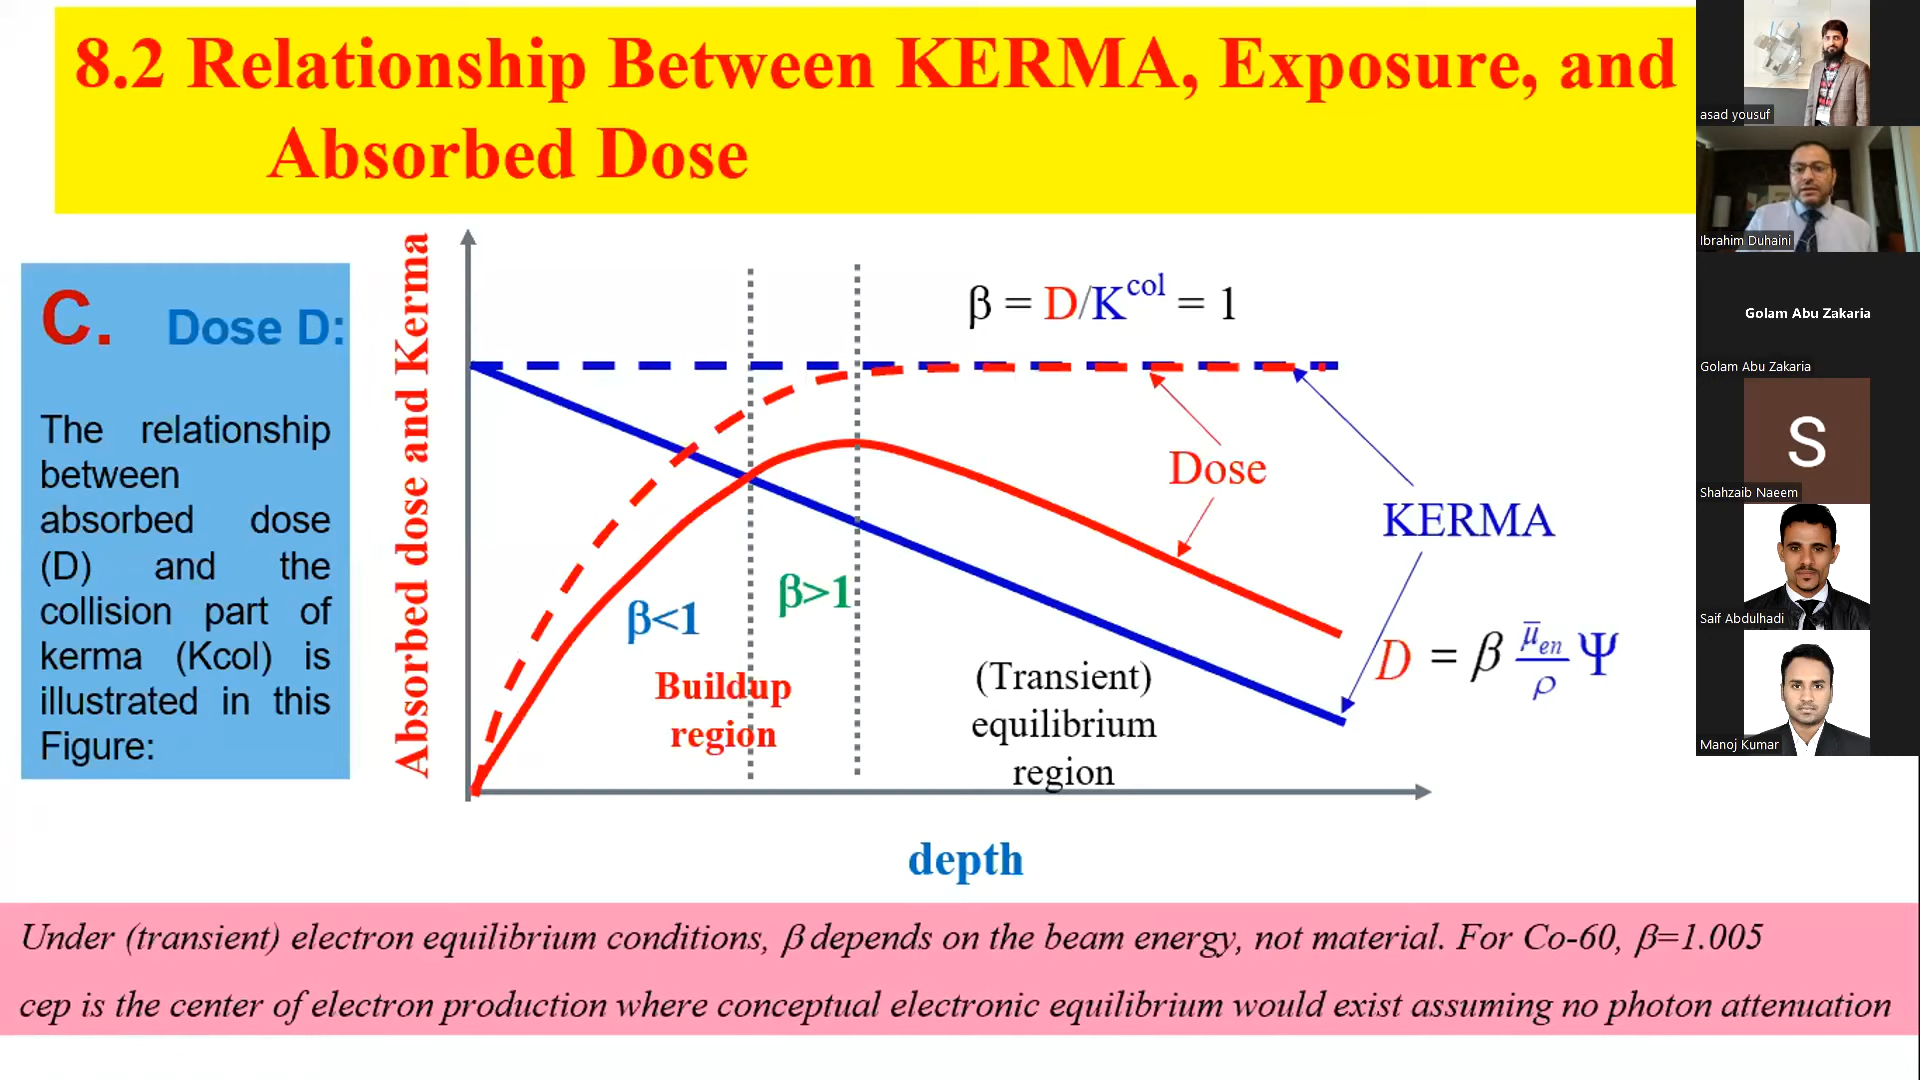 8.2 Relationship Between KERMA, Exposure, and
Absorbed Dose
C. Dose D:
The relationship
between
absorbed dose
(D) and the
collision part of
kerma (Kcol) is
illustrated in this
Figure:
Absorbed dose and Kerma
β = D/K^col = 1
Dose
KERMA
β<1
β>1
Buildup
region
(Transient)
equilibrium
region
D = β μ̄en/ρ Ψ
depth
Under (transient) electron equilibrium conditions, β depends on the beam energy, not material. For Co-60, β=1.005
cep is the center of electron production where conceptual electronic equilibrium would exist assuming no photon attenuation
asad yousuf
Ibrahim Duhaini
Golam Abu Zakaria
Golam Abu Zakaria
S
Shahzaib Naeem
Saif Abdulhadi
Manoj Kumar